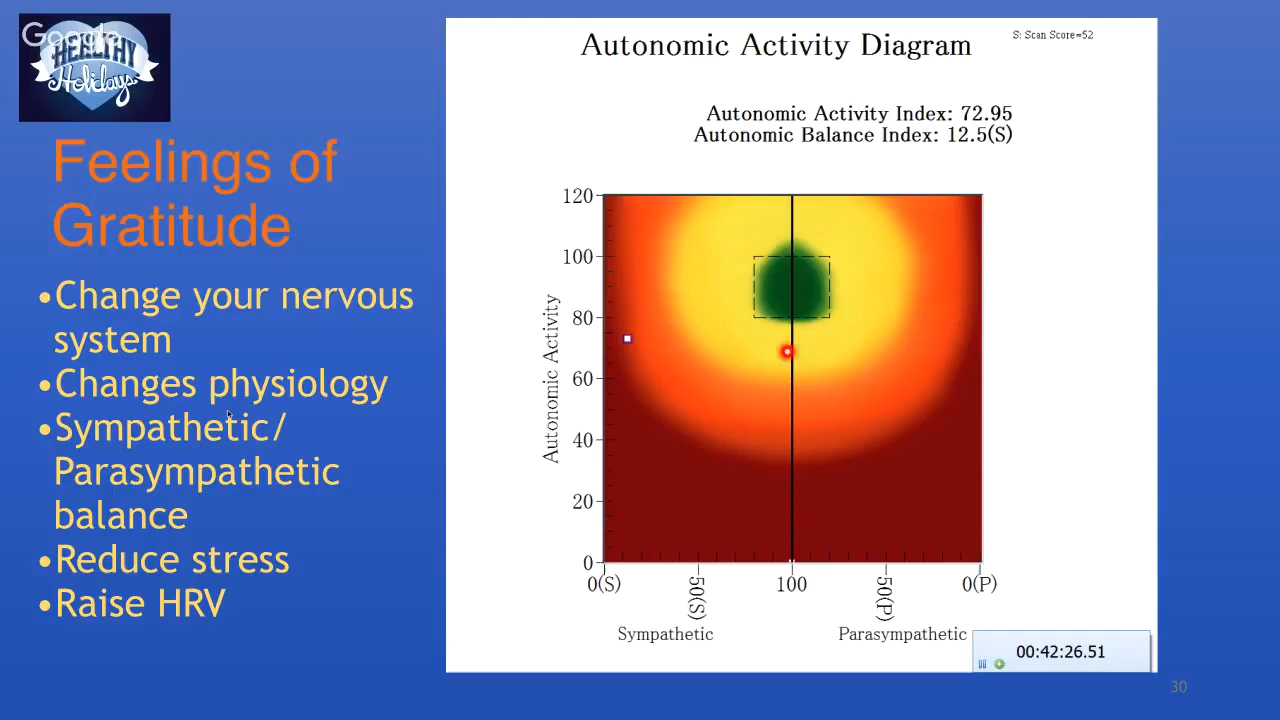 Google
HEALTHY
Holidays
Feelings of
Gratitude
•Change your nervous
system
•Changes physiology
•Sympathetic/
Parasympathetic
balance
•Reduce stress
•Raise HRV
Autonomic Activity Diagram
S: Scan Score=52
Autonomic Activity Index: 72.95
Autonomic Balance Index: 12.5(S)
Autonomic Activity
120
100
80
60
40
20
0
0(S)
50(S)
100
50(P)
0(P)
Sympathetic
Parasympathetic
00:42:26.51
30